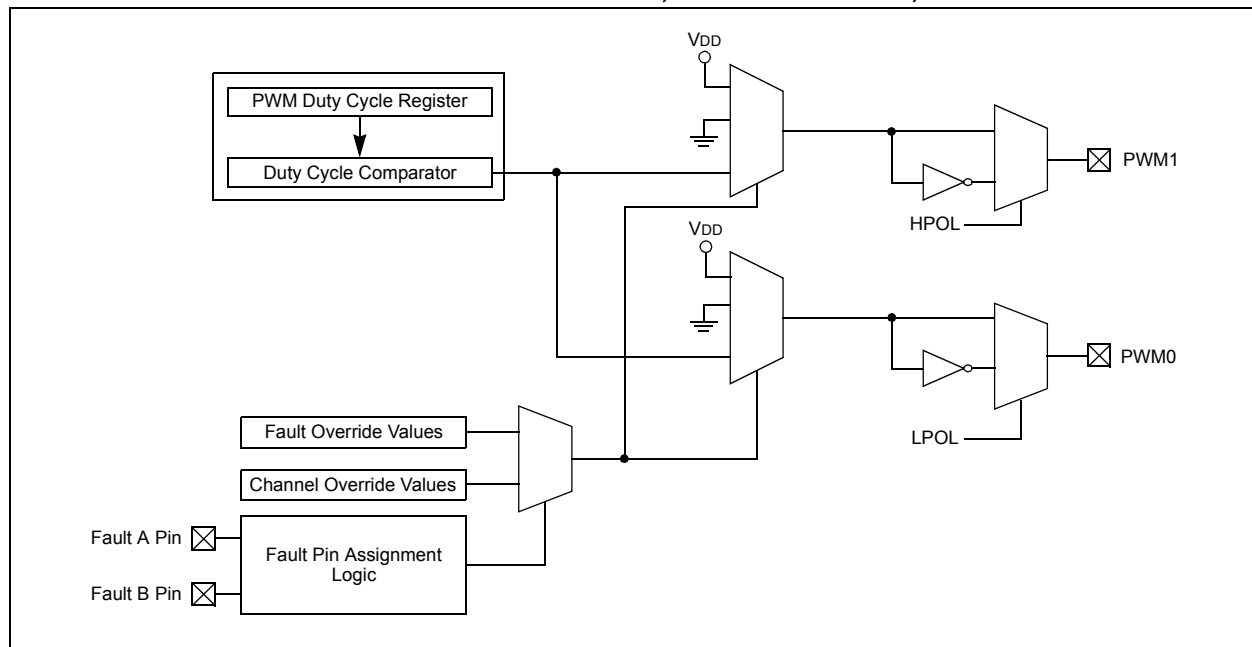 VDD
PWM Duty Cycle Register
Duty Cycle Comparator
PWM1
HPOL
VDD
PWM0
LPOL
Fault Override Values
Channel Override Values
Fault A Pin
Fault Pin Assignment
Logic
Fault B Pin